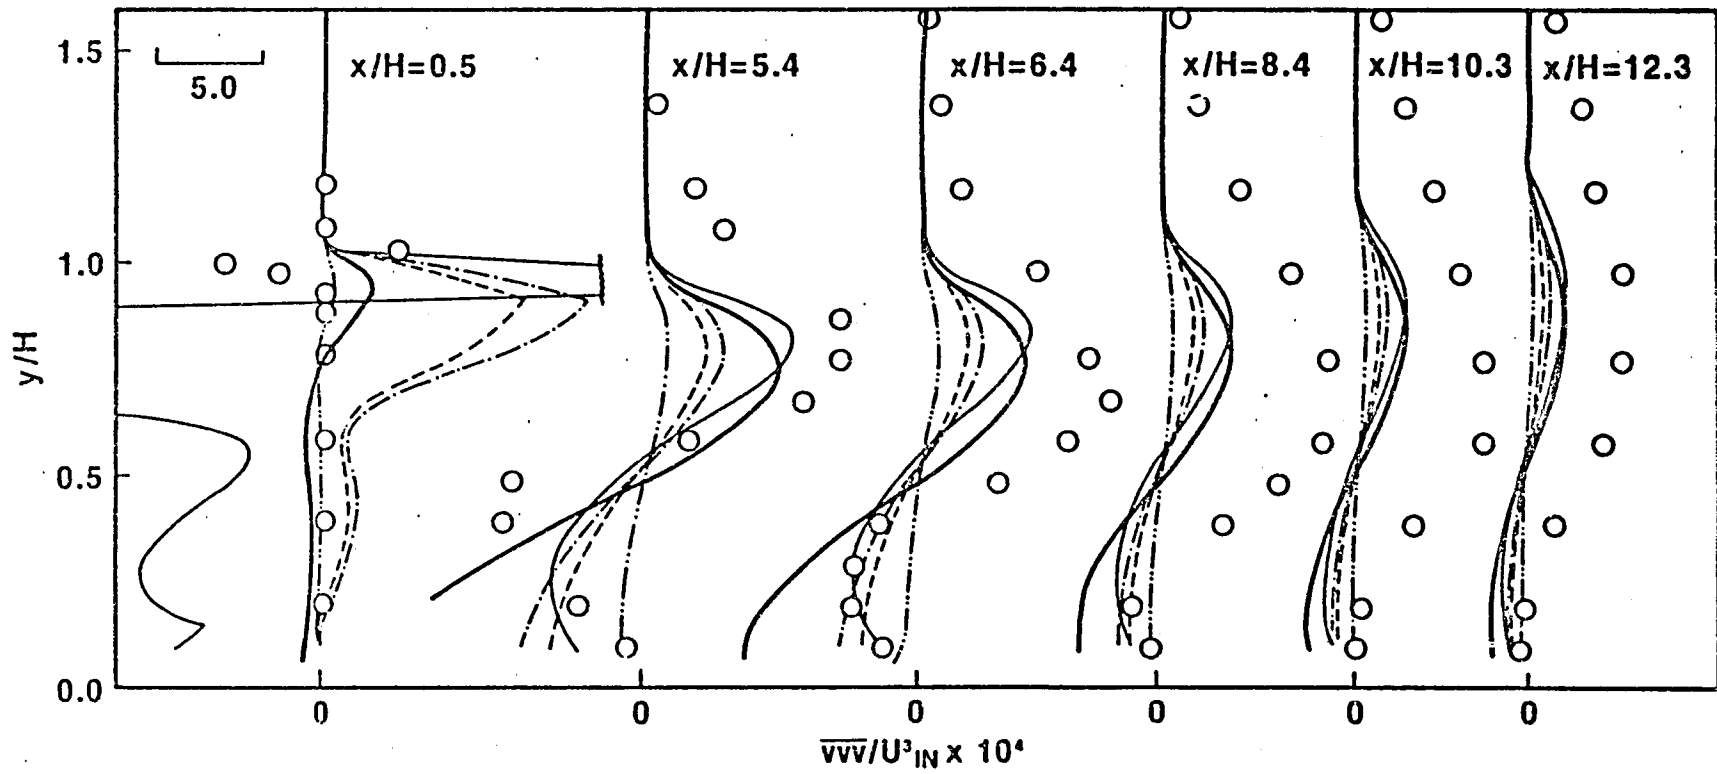 1.5
5.0
x/H=0.5
x/H=5.4
x/H=6.4
x/H=8.4
x/H=10.3
x/H=12.3
1.0
y/H
0.5
0.0
0 0 0 0 0 0
v̅v̅v̅/U³IN x 10⁴